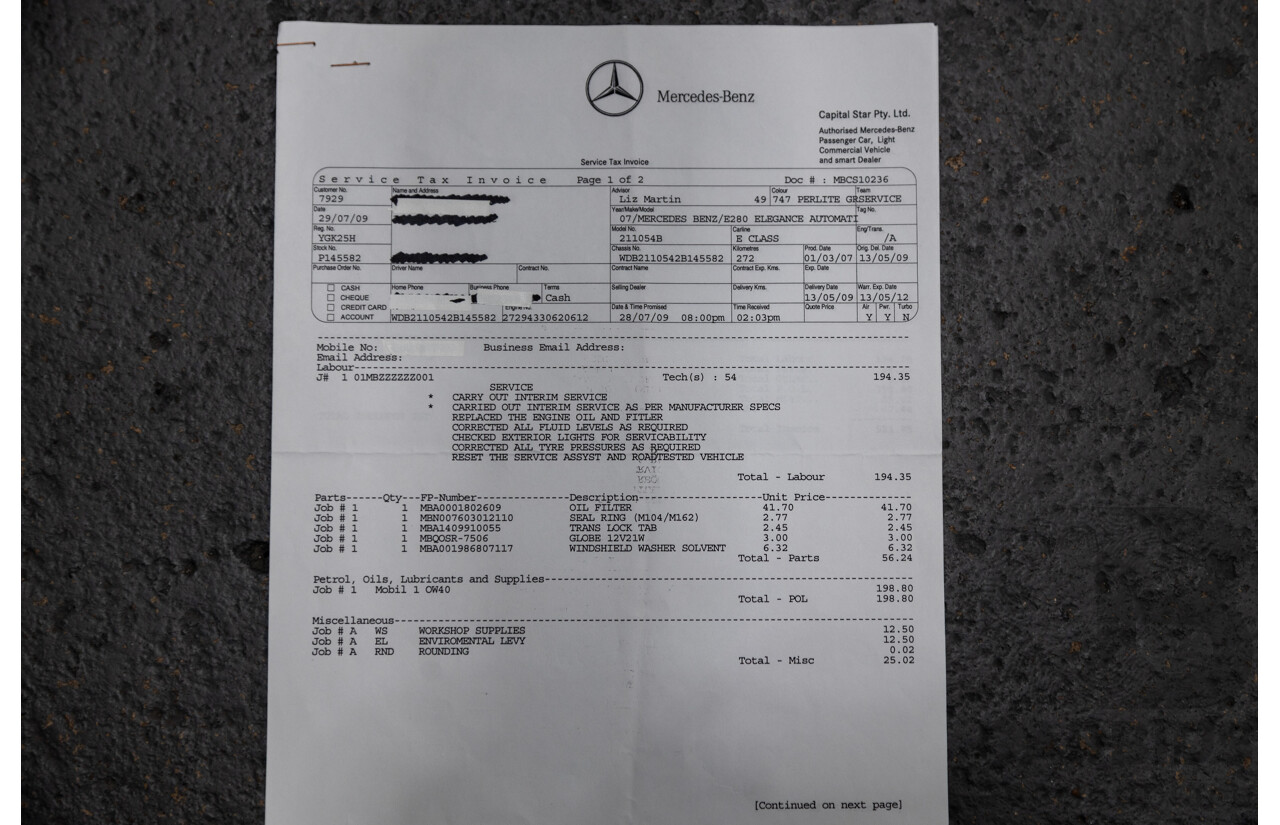 Mercedes-Benz
Capital Star Pty. Ltd.
Authorised Mercedes-Benz
Passenger Car, Light
Commercial Vehicle
and smart Dealer
Service Tax Invoice
Service Tax Invoice Page 1 of 2 Doc # : MBCS10236
Customer No. Name and Address Advisor Colour Team
7929 Liz Martin 49 747 PERLITE GRSERVICE
Date Year/Make/Model Tag No.
29/07/09 07/MERCEDES BENZ/E280 ELEGANCE AUTOMATI
Reg. No. Model No. Carline Eng/Trans.
YGK25H 211054B E CLASS /A
Stock No. Chassis No. Kilometres Prod. Date Orig. Del. Date
P145582 WDB2110542B145582 272 01/03/07 13/05/09
Purchase Order No. Driver Name Contract No. Contract Name Contract Exp. Kms. Exp. Date
CASH Home Phone Business Phone Terms Selling Dealer Delivery Kms. Delivery Date Warr. Exp. Date
CHEQUE Cash 13/05/09 13/05/12
CREDIT CARD Engine No Date & Time Promised Time Received Quote Price Air Pwr. Turbo
ACCOUNT WDB2110542B145582 27294330620612 28/07/09 08:00pm 02:03pm Y Y N
Mobile No: Business Email Address:
Email Address:
Labour
J# 1 01MBZZZZZZ001 Tech(s) : 54 194.35
SERVICE
* CARRY OUT INTERIM SERVICE
* CARRIED OUT INTERIM SERVICE AS PER MANUFACTURER SPECS
REPLACED THE ENGINE OIL AND FITLER
CORRECTED ALL FLUID LEVELS AS REQUIRED
CHECKED EXTERIOR LIGHTS FOR SERVICABILITY
CORRECTED ALL TYRE PRESSURES AS REQUIRED
RESET THE SERVICE ASSYST AND ROADTESTED VEHICLE
Total - Labour 194.35
Parts------Qty---FP-Number---Description---Unit Price---
Job # 1 1 MBA0001802609 OIL FILTER 41.70 41.70
Job # 1 1 MBN007603012110 SEAL RING (M104/M162) 2.77 2.77
Job # 1 1 MBA1409910055 TRANS LOCK TAB 2.45 2.45
Job # 1 1 MBQOSR-7506 GLOBE 12V21W 3.00 3.00
Job # 1 1 MBA001986807117 WINDSHIELD WASHER SOLVENT 6.32 6.32
Total - Parts 56.24
Petrol, Oils, Lubricants and Supplies
Job # 1 Mobil 1 OW40 198.80
Total - POL 198.80
Miscellaneous
Job # A WS WORKSHOP SUPPLIES 12.50
Job # A EL ENVIROMENTAL LEVY 12.50
Job # A RND ROUNDING 0.02
Total - Misc 25.02
[Continued on next page]